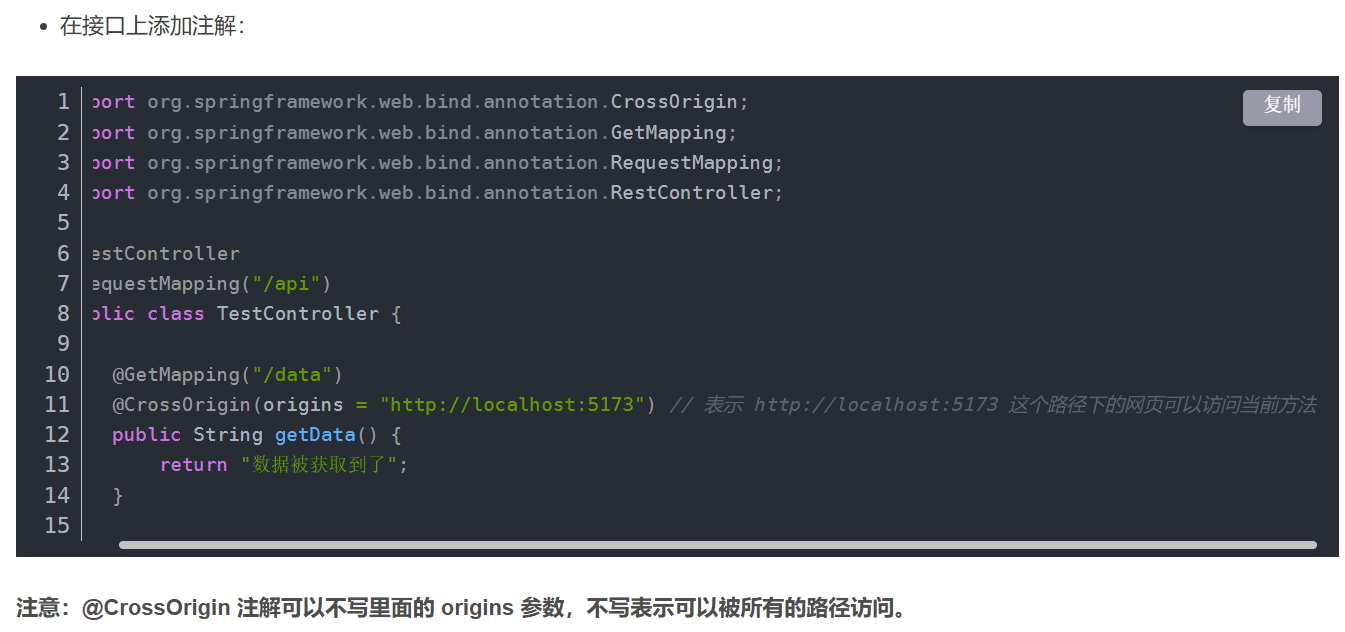 在接口上添加注解：
复制
1 port org.springframework.web.bind.annotation.CrossOrigin;
2 port org.springframework.web.bind.annotation.GetMapping;
3 port org.springframework.web.bind.annotation.RequestMapping;
4 port org.springframework.web.bind.annotation.RestController;
5
6 estController
7 equestMapping("/api")
8 blic class TestController {
9
10 @GetMapping("/data")
11 @CrossOrigin(origins = "http://localhost:5173") // 表示 http://localhost:5173 这个路径下的网页可以访问当前方法
12 public String getData() {
13 return "数据被获取到了";
14 }
15
注意：@CrossOrigin 注解可以不写里面的 origins 参数，不写表示可以被所有的路径访问。